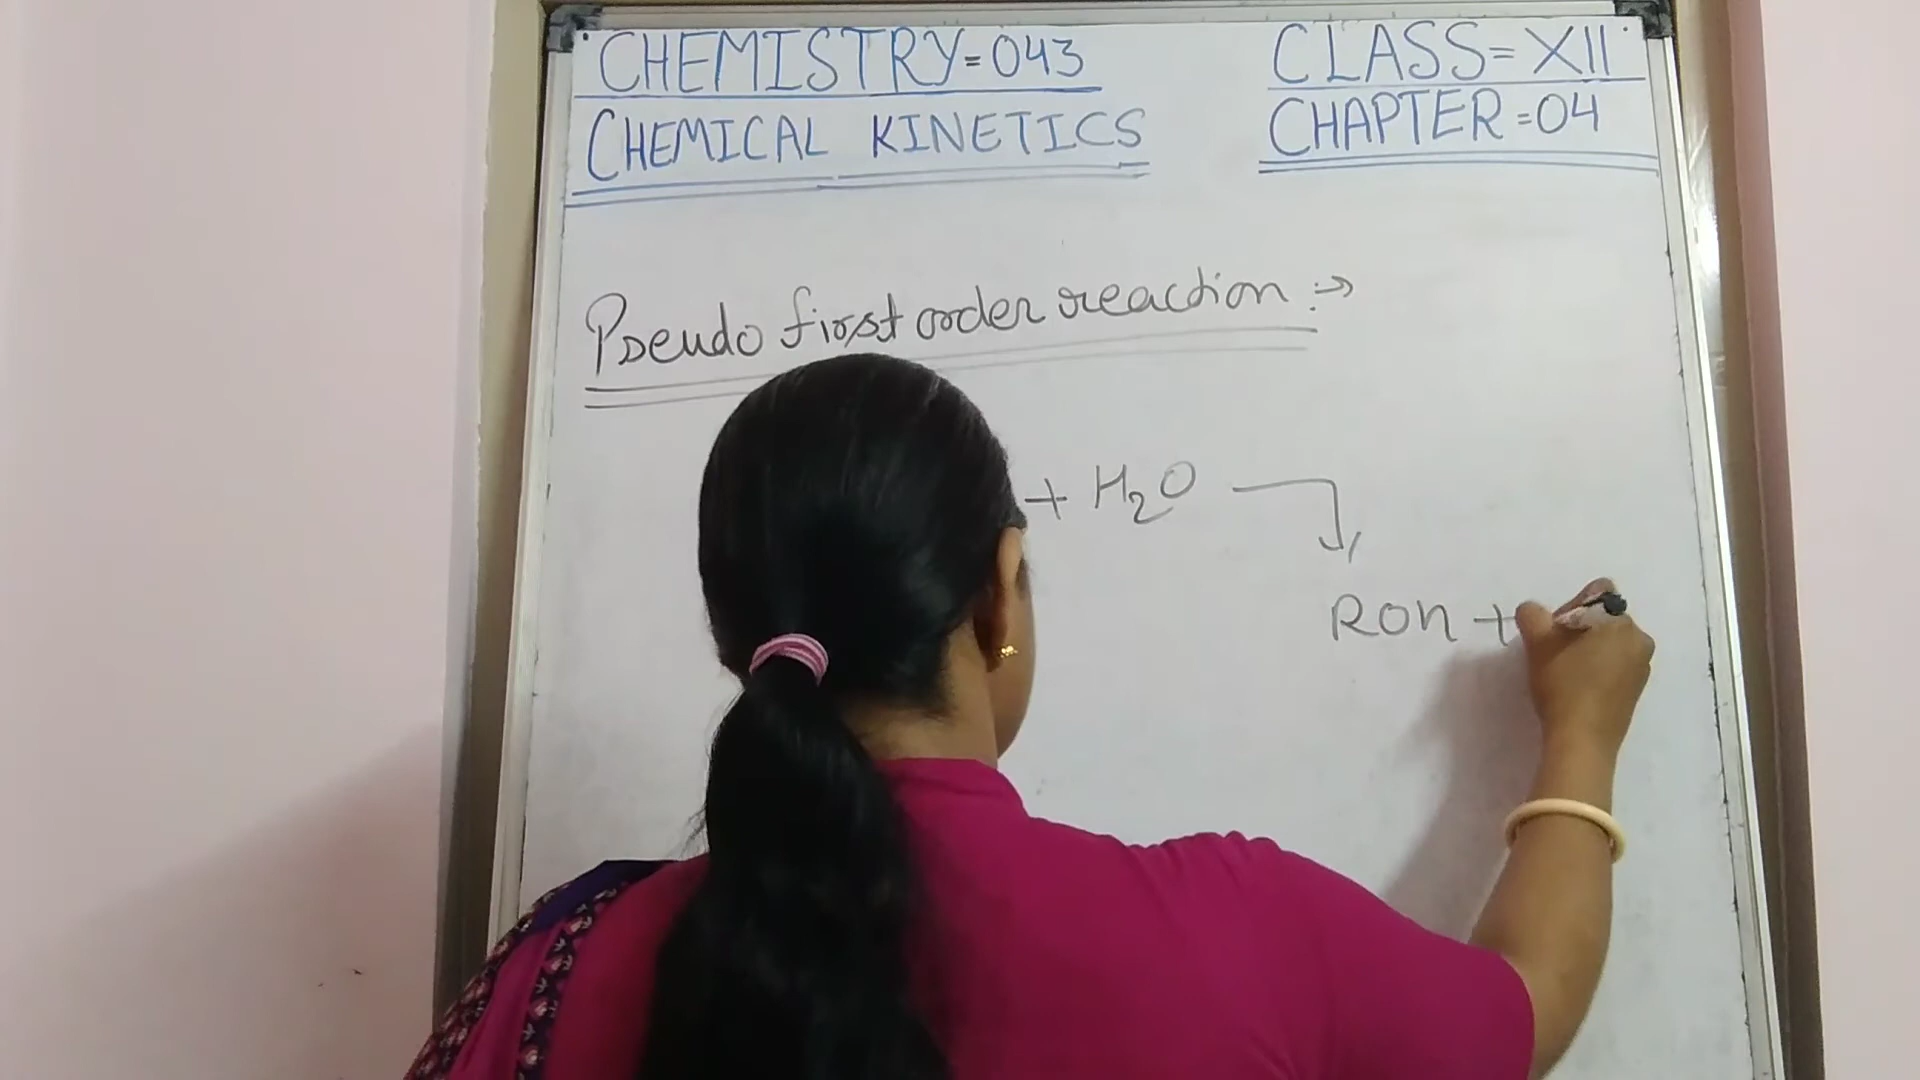 CHEMISTRY=043 CLASS=XII
CHEMICAL KINETICS CHAPTER=04
Pseudo first order reaction :→
+ H₂O
ROH +